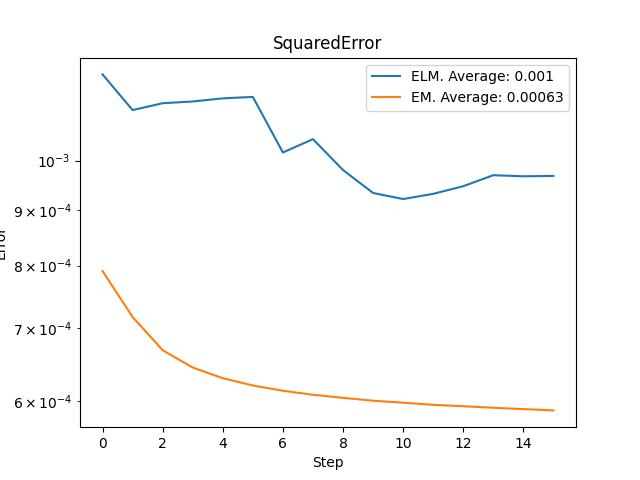 SquaredError
ELM. Average: 0.001
EM. Average: 0.00063
10⁻³
9 × 10⁻⁴
8 × 10⁻⁴
7 × 10⁻⁴
6 × 10⁻⁴
Error
0 2 4 6 8 10 12 14
Step